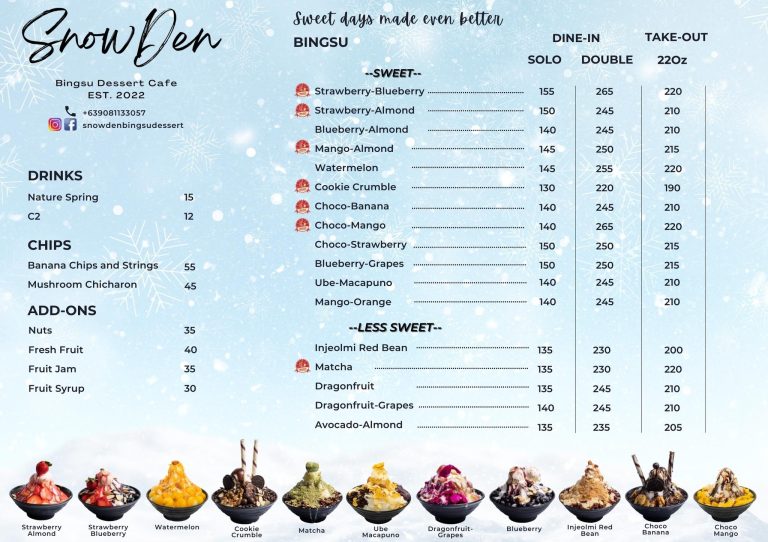 Snow Den
Bingsu Dessert Cafe
EST. 2022
+639081133057
snowdenbingsudessert
DRINKS
Nature Spring 15
C2 12
CHIPS
Banana Chips and Strings 55
Mushroom Chicharon 45
ADD-ONS
Nuts 35
Fresh Fruit 40
Fruit Jam 35
Fruit Syrup 30
Sweet days made even better
BINGSU DINE-IN TAKE-OUT
SOLO DOUBLE 22Oz
--SWEET--
Strawberry-Blueberry 155 265 220
Strawberry-Almond 150 245 210
Blueberry-Almond 140 245 210
Mango-Almond 145 250 215
Watermelon 145 255 220
Cookie Crumble 130 220 190
Choco-Banana 140 245 210
Choco-Mango 140 265 220
Choco-Strawberry 150 250 215
Blueberry-Grapes 150 250 215
Ube-Macapuno 140 245 210
Mango-Orange 140 245 210
--LESS SWEET--
Injeolmi Red Bean 135 230 200
Matcha 135 230 220
Dragonfruit 135 245 210
Dragonfruit-Grapes 140 245 210
Avocado-Almond 135 235 205
Strawberry
Almond
Strawberry
Blueberry
Watermelon
Cookie
Crumble
Matcha
Ube
Macapuno
Dragonfruit-
Grapes
Blueberry
Injeolmi Red
Bean
Choco
Banana
Choco
Mango